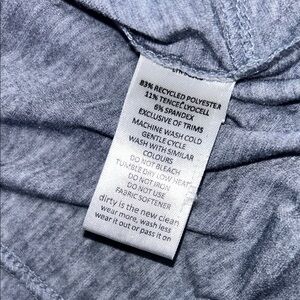 83% RECYCLED POLYESTER
11% TENCEL LYOCELL
6% SPANDEX
EXCLUSIVE OF TRIMS
MACHINE WASH COLD
GENTLE CYCLE
WASH WITH SIMILAR
COLOURS
DO NOT BLEACH
TUMBLE DRY LOW HEAT
DO NOT IRON
DO NOT USE
FABRIC SOFTENER
dirty is the new clean
wear more, wash less
wear it out or pass it on